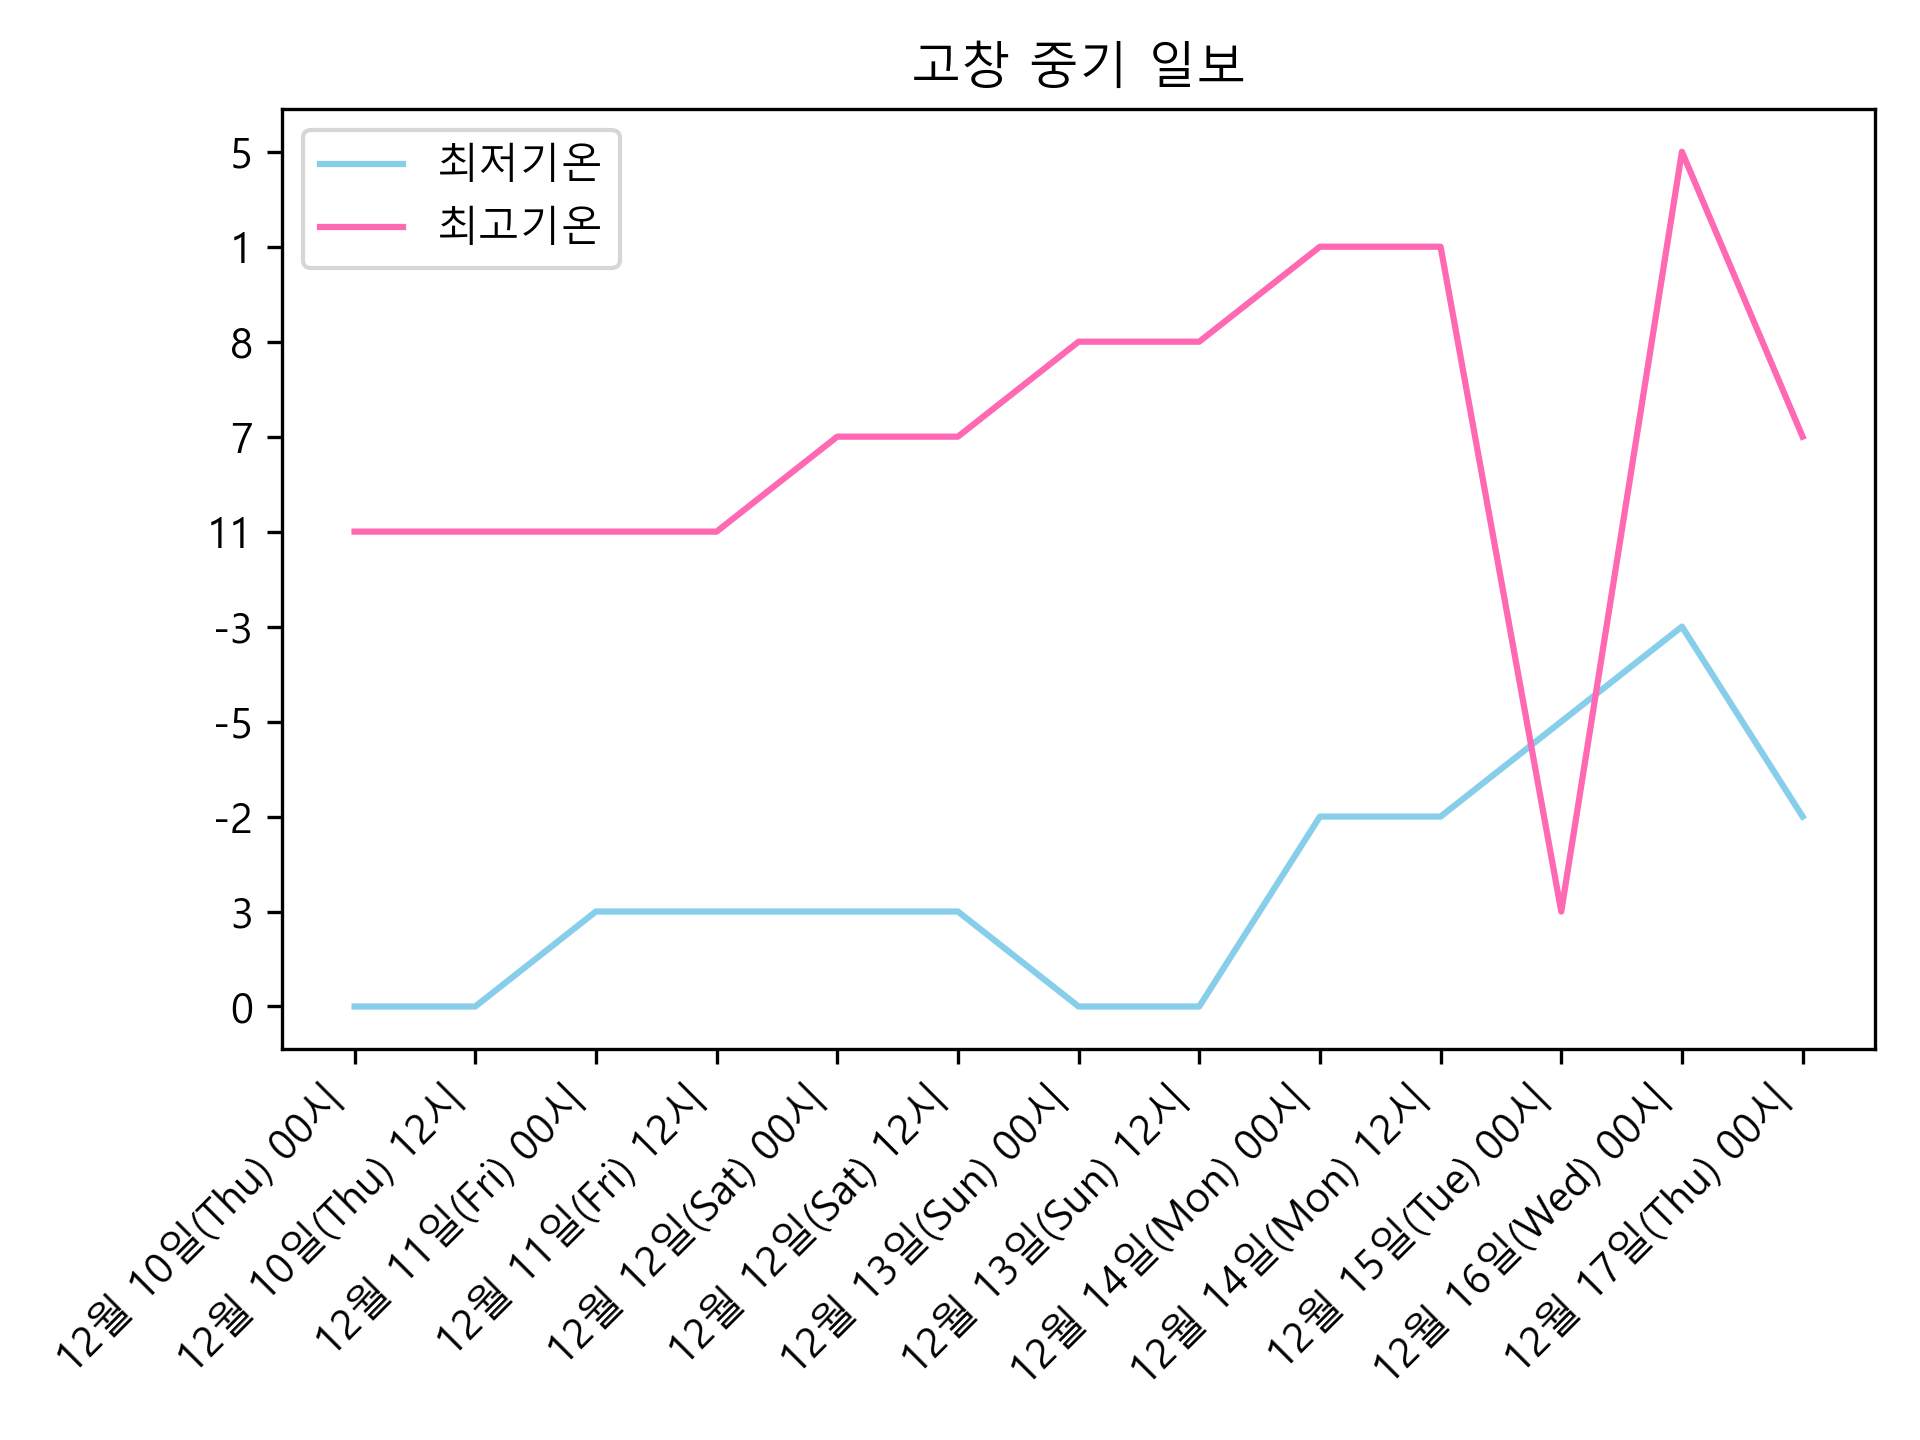 고창 중기 일보
최저기온
최고기온
5
1
8
7
11
-3
-5
-2
3
0
12월 10일(Thu) 00시
12월 10일(Thu) 12시
12월 11일(Fri) 00시
12월 11일(Fri) 12시
12월 12일(Sat) 00시
12월 12일(Sat) 12시
12월 13일(Sun) 00시
12월 13일(Sun) 12시
12월 14일(Mon) 00시
12월 14일(Mon) 12시
12월 15일(Tue) 00시
12월 16일(Wed) 00시
12월 17일(Thu) 00시